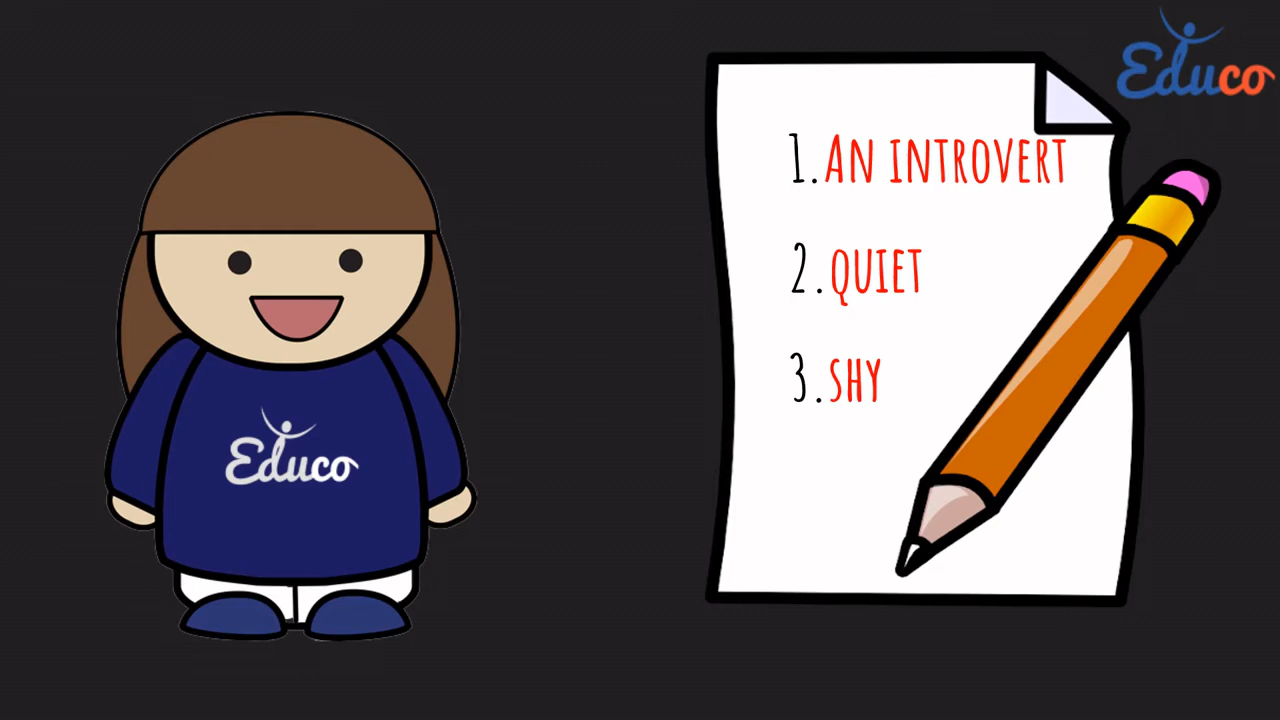 Educo
1. An introvert
2. quiet
3. shy
Educo